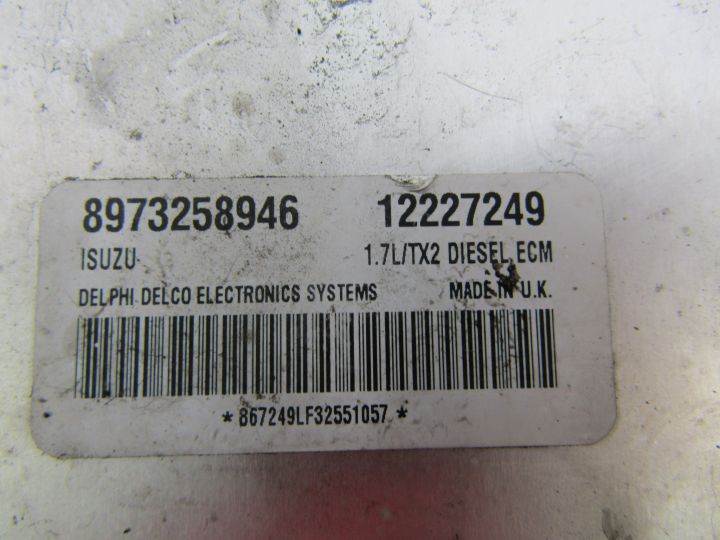 8973258946 12227249
ISUZU 1.7L/TX2 DIESEL ECM
DELPHI DELCO ELECTRONICS SYSTEMS MADE IN U.K.
* 867249LF32551057 *